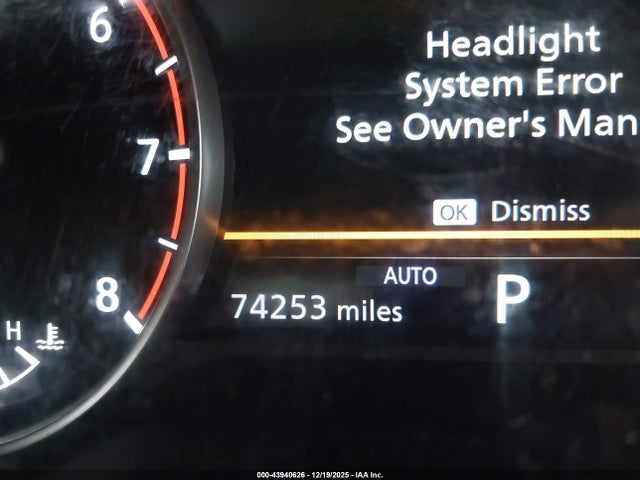 6
7
8
H
Headlight
System Error
See Owner's Man
OK Dismiss
AUTO
P
74253 miles
000-43940626 - 12/19/2025 - IAA Inc.